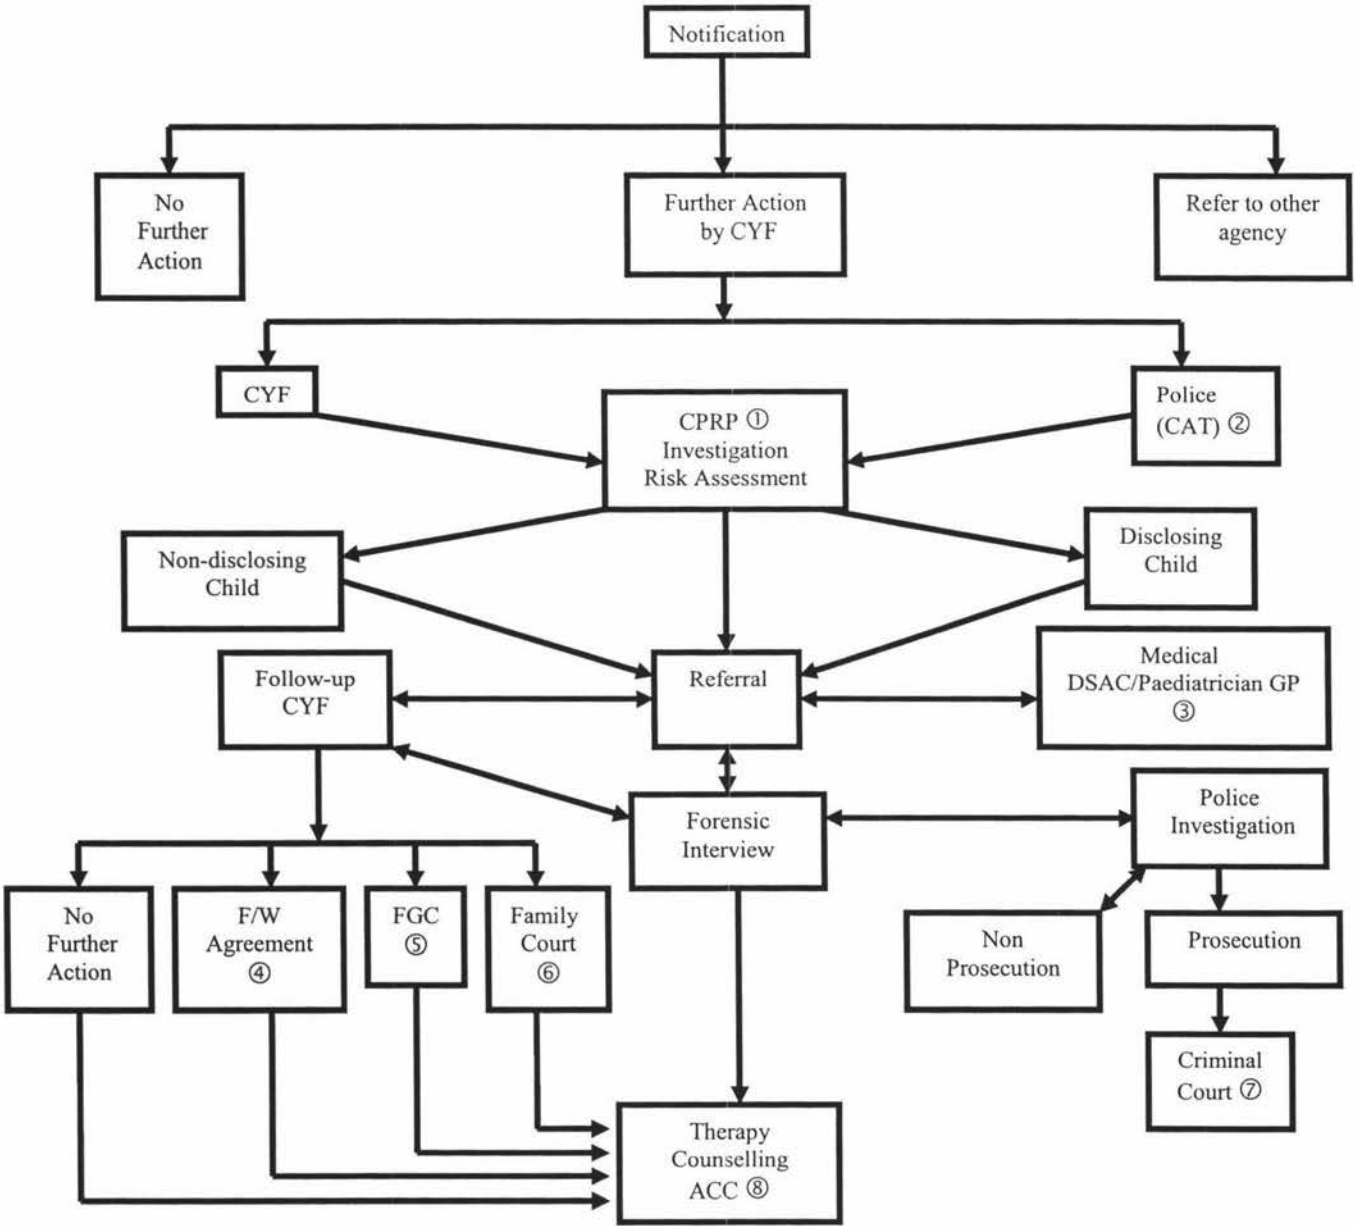 Notification
No
Further
Action
Further Action
by CYF
Refer to other
agency
CYF
CPRP ①
Investigation
Risk Assessment
Police
(CAT) ②
Non-disclosing
Child
Disclosing
Child
Follow-up
CYF
Referral
Medical
DSAC/Paediatrician GP
③
Forensic
Interview
Police
Investigation
No
Further
Action
F/W
Agreement
④
FGC
⑤
Family
Court
⑥
Non
Prosecution
Prosecution
Criminal
Court ⑦
Therapy
Counselling
ACC ⑧